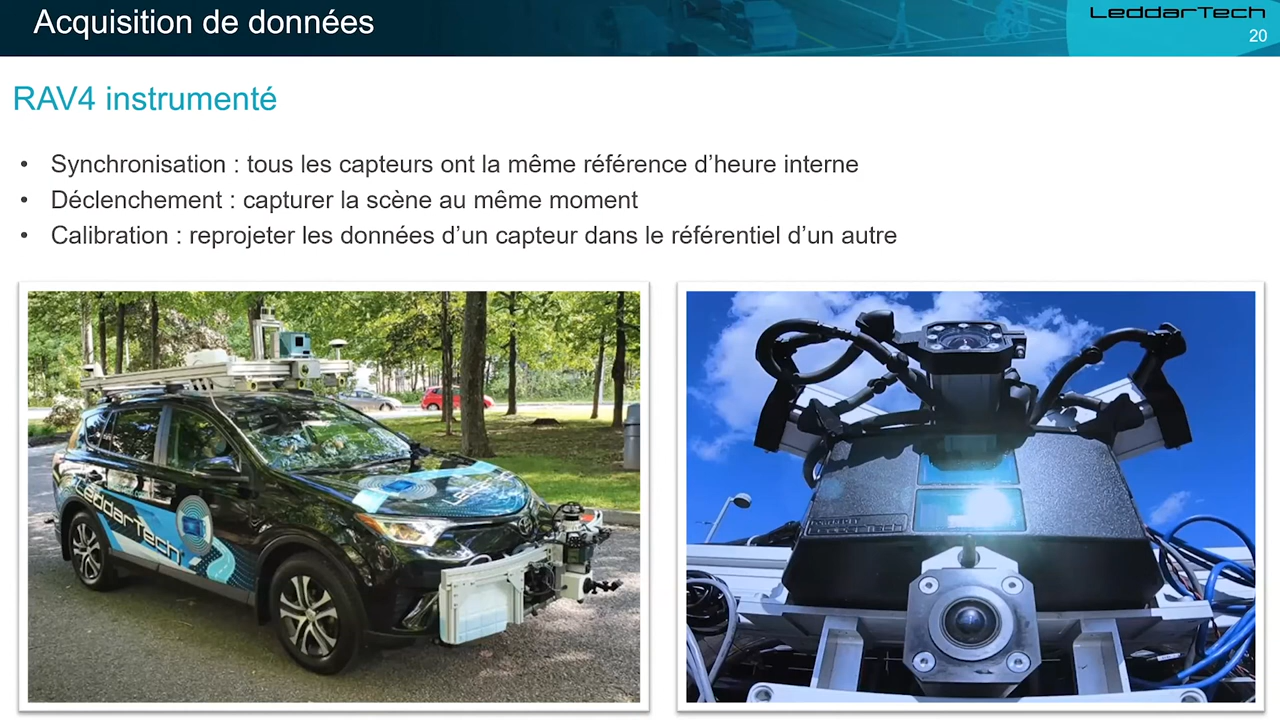 Acquisition de données
LeddarTech
20
RAV4 instrumenté
• Synchronisation : tous les capteurs ont la même référence d’heure interne
• Déclenchement : capturer la scène au même moment
• Calibration : reprojeter les données d’un capteur dans le référentiel d’un autre
LeddarTech
LeddarTech